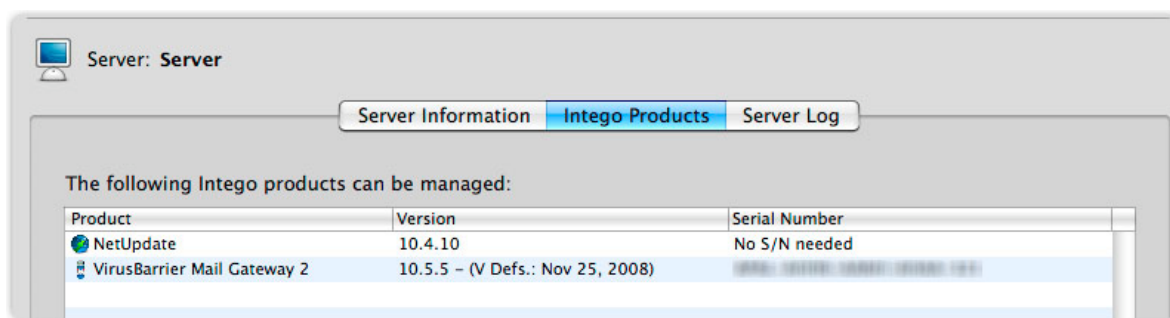 Server: Server
Server Information Intego Products Server Log
The following Intego products can be managed:
Product Version Serial Number
NetUpdate 10.4.10 No S/N needed
VirusBarrier Mail Gateway 2 10.5.5 – (V Defs.: Nov 25, 2008)